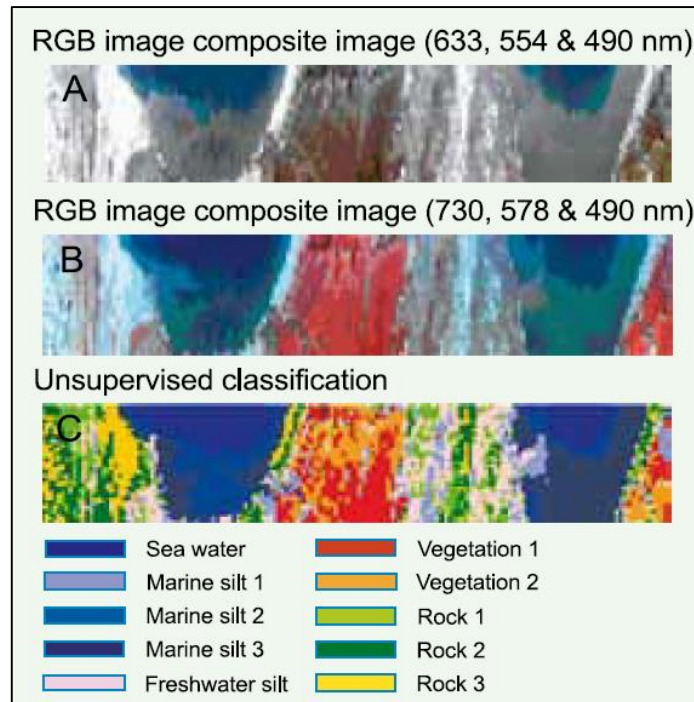 RGB image composite image (633, 554 & 490 nm)
A
RGB image composite image (730, 578 & 490 nm)
B
Unsupervised classification
C
Sea water
Vegetation 1
Marine silt 1
Vegetation 2
Marine silt 2
Rock 1
Marine silt 3
Rock 2
Freshwater silt
Rock 3